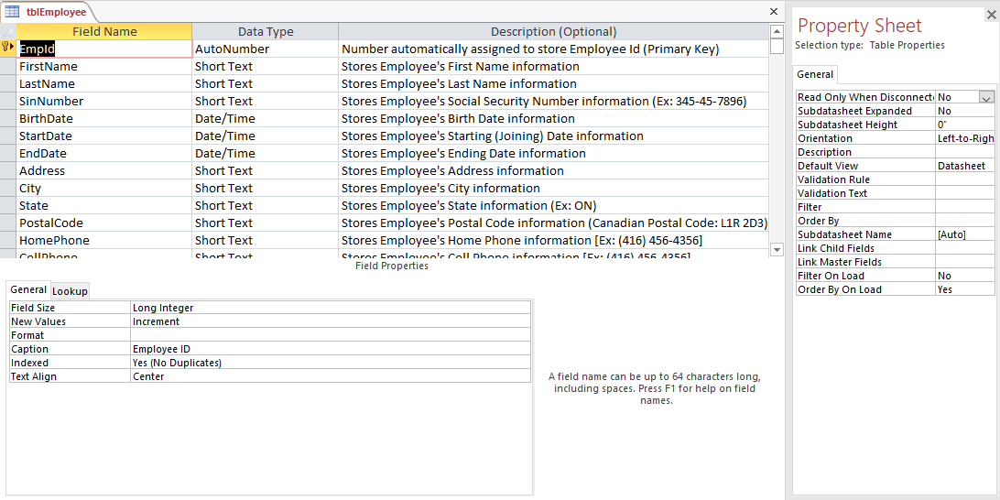 tblEmployee
Field Name Data Type Description (Optional)
EmpId AutoNumber Number automatically assigned to store Employee Id (Primary Key)
FirstName Short Text Stores Employee's First Name information
LastName Short Text Stores Employee's Last Name information
SinNumber Short Text Stores Employee's Social Security Number information (Ex: 345-45-7896)
BirthDate Date/Time Stores Employee's Birth Date information
StartDate Date/Time Stores Employee's Starting (Joining) Date information
EndDate Date/Time Stores Employee's Ending Date information
Address Short Text Stores Employee's Address information
City Short Text Stores Employee's City information
State Short Text Stores Employee's State information (Ex: ON)
PostalCode Short Text Stores Employee's Postal Code information (Canadian Postal Code: L1R 2D3)
HomePhone Short Text Stores Employee's Home Phone information [Ex: (416) 456-4356]
CellPhone Short Text Stores Employee's Cell Phone information [Ex: (416) 456-4356]
Field Properties
General Lookup
Field Size Long Integer
New Values Increment
Format
Caption Employee ID
Indexed Yes (No Duplicates)
Text Align Center
A field name can be up to 64 characters long,
including spaces. Press F1 for help on field
names.
Property Sheet
Selection type: Table Properties
General
Read Only When Disconnecte No
Subdatasheet Expanded No
Subdatasheet Height 0"
Orientation Left-to-Righ
Description
Default View Datasheet
Validation Rule
Validation Text
Filter
Order By
Subdatasheet Name [Auto]
Link Child Fields
Link Master Fields
Filter On Load No
Order By On Load Yes